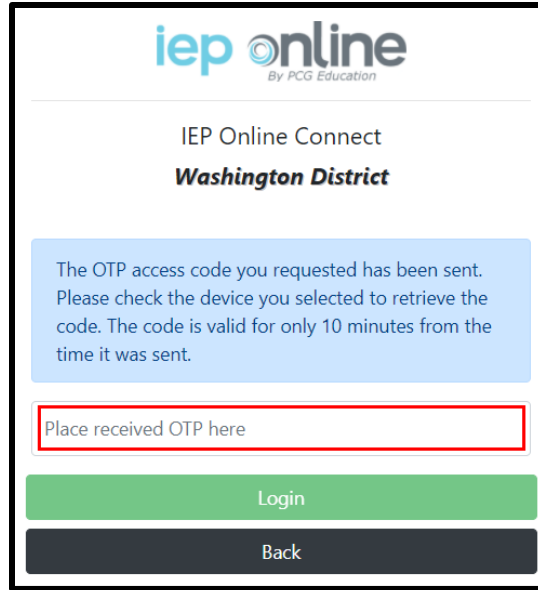 iep online
By PCG Education
IEP Online Connect
Washington District
The OTP access code you requested has been sent.
Please check the device you selected to retrieve the
code. The code is valid for only 10 minutes from the
time it was sent.
Place received OTP here
Login
Back